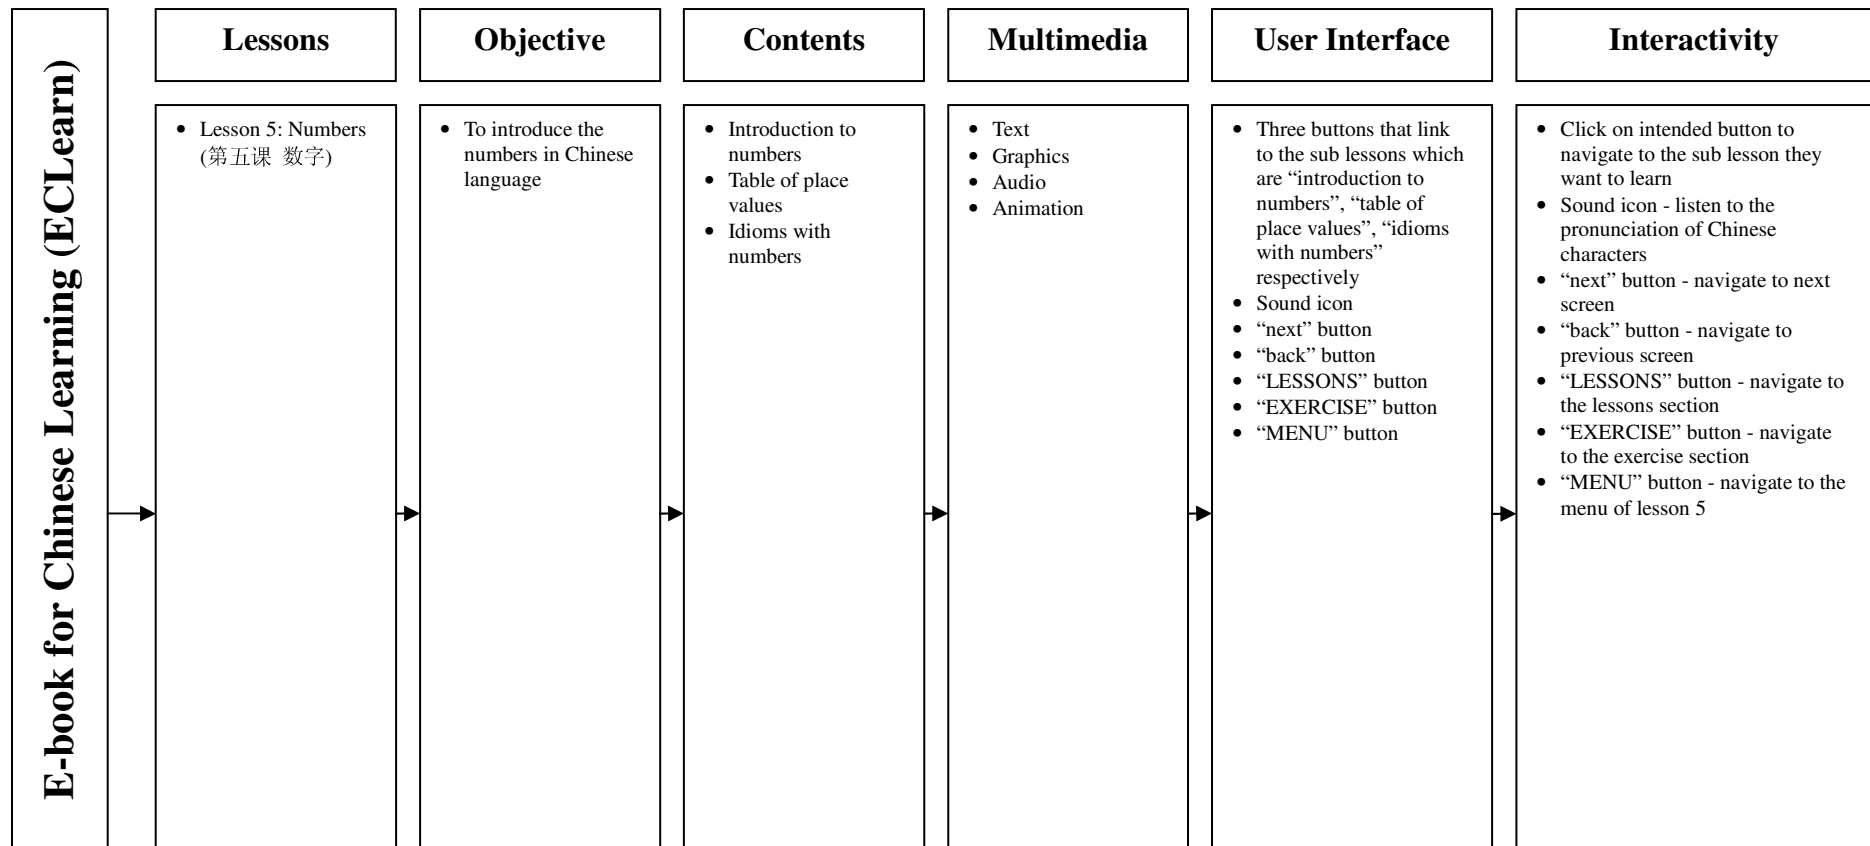 E-book for Chinese Learning (ECLearn)
Lessons
• Lesson 5: Numbers
(第五课 数字)
Objective
• To introduce the
numbers in Chinese
language
Contents
• Introduction to
numbers
• Table of place
values
• Idioms with
numbers
Multimedia
• Text
• Graphics
• Audio
• Animation
User Interface
• Three buttons that link
to the sub lessons which
are “introduction to
numbers”, “table of
place values”, “idioms
with numbers”
respectively
• Sound icon
• “next” button
• “back” button
• “LESSONS” button
• “EXERCISE” button
• “MENU” button
Interactivity
• Click on intended button to
navigate to the sub lesson they
want to learn
• Sound icon - listen to the
pronunciation of Chinese
characters
• “next” button - navigate to next
screen
• “back” button - navigate to
previous screen
• “LESSONS” button - navigate to
the lessons section
• “EXERCISE” button - navigate
to the exercise section
• “MENU” button - navigate to the
menu of lesson 5